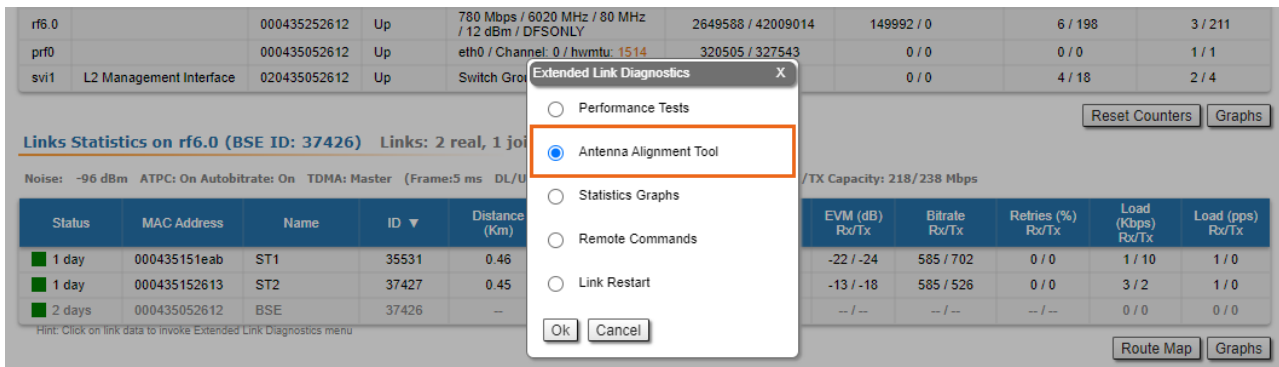 rf6.0 000435252612 Up 780 Mbps / 6020 MHz / 80 MHz / 12 dBm / DFSONLY 2649588 / 42009014 149992 / 0 6 / 198 3 / 211
prf0 000435052612 Up eth0 / Channel: 0 / hwmtu: 1514 320505 / 327543 0 / 0 0 / 0 1 / 1
svi1 L2 Management Interface 020435052612 Up Switch 0 / 0 4 / 18 2 / 4
Extended Link Diagnostics X
Performance Tests
Antenna Alignment Tool
Statistics Graphs
Remote Commands
Link Restart
Ok Cancel
Reset Counters Graphs
Links Statistics on rf6.0 (BSE ID: 37426) Links: 2 real, 1
Noise: -96 dBm ATPC: On Autobitrate: On TDMA: Master (Frame:5 ms /TX Capacity: 218/238 Mbps
Status MAC Address Name ID ▼ Distance (Km) EVM (dB) Rx/Tx Bitrate Rx/Tx Retries (%) Rx/Tx Load (Kbps) Rx/Tx Load (pps) Rx/Tx
1 day 000435151eab ST1 35531 0.46 -22 / -24 585 / 702 0 / 0 1 / 10 1 / 0
1 day 000435152613 ST2 37427 0.45 -13 / -18 585 / 526 0 / 0 3 / 2 1 / 0
2 days 000435052612 BSE 37426 -- -- / -- -- / -- -- / -- 0 / 0 0 / 0
Hint: Click on link data to invoke Extended Link Diagnostics menu
Route Map Graphs